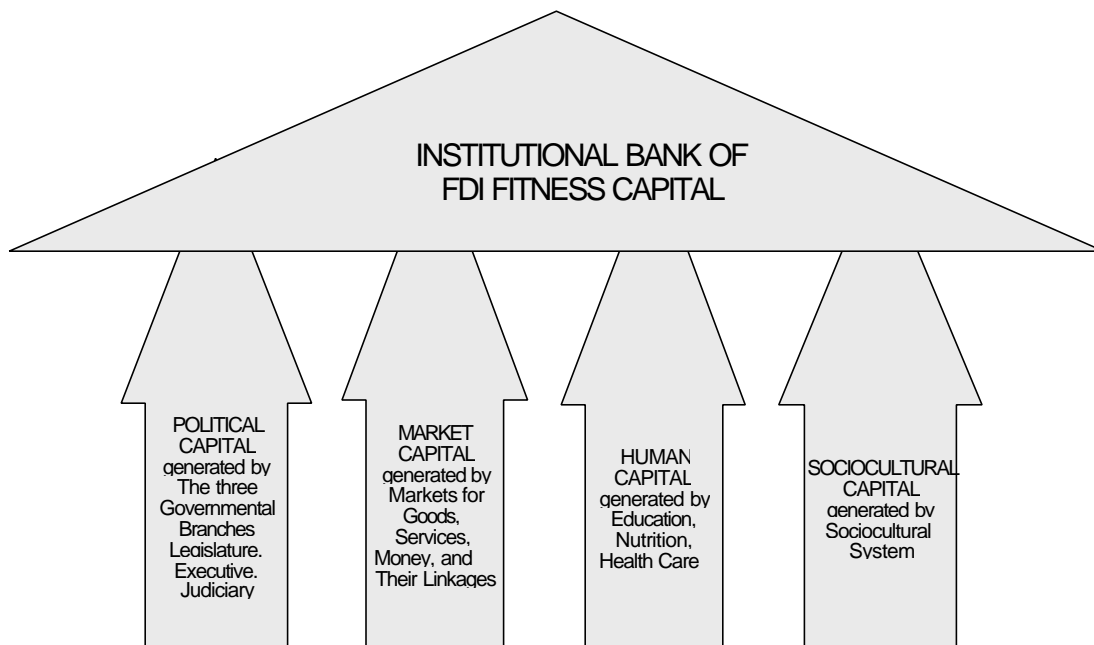 INSTITUTIONAL BANK OF
FDI FITNESS CAPITAL
POLITICAL
CAPITAL
generated by
The three
Governmental
Branches
Legislature.
Executive.
Judiciary
MARKET
CAPITAL
generated by
Markets for
Goods,
Services,
Money, and
Their Linkages
HUMAN
CAPITAL
generated by
Education,
Nutrition,
Health Care
SOCIOCULTURAL
CAPITAL
generated by
Sociocultural
System